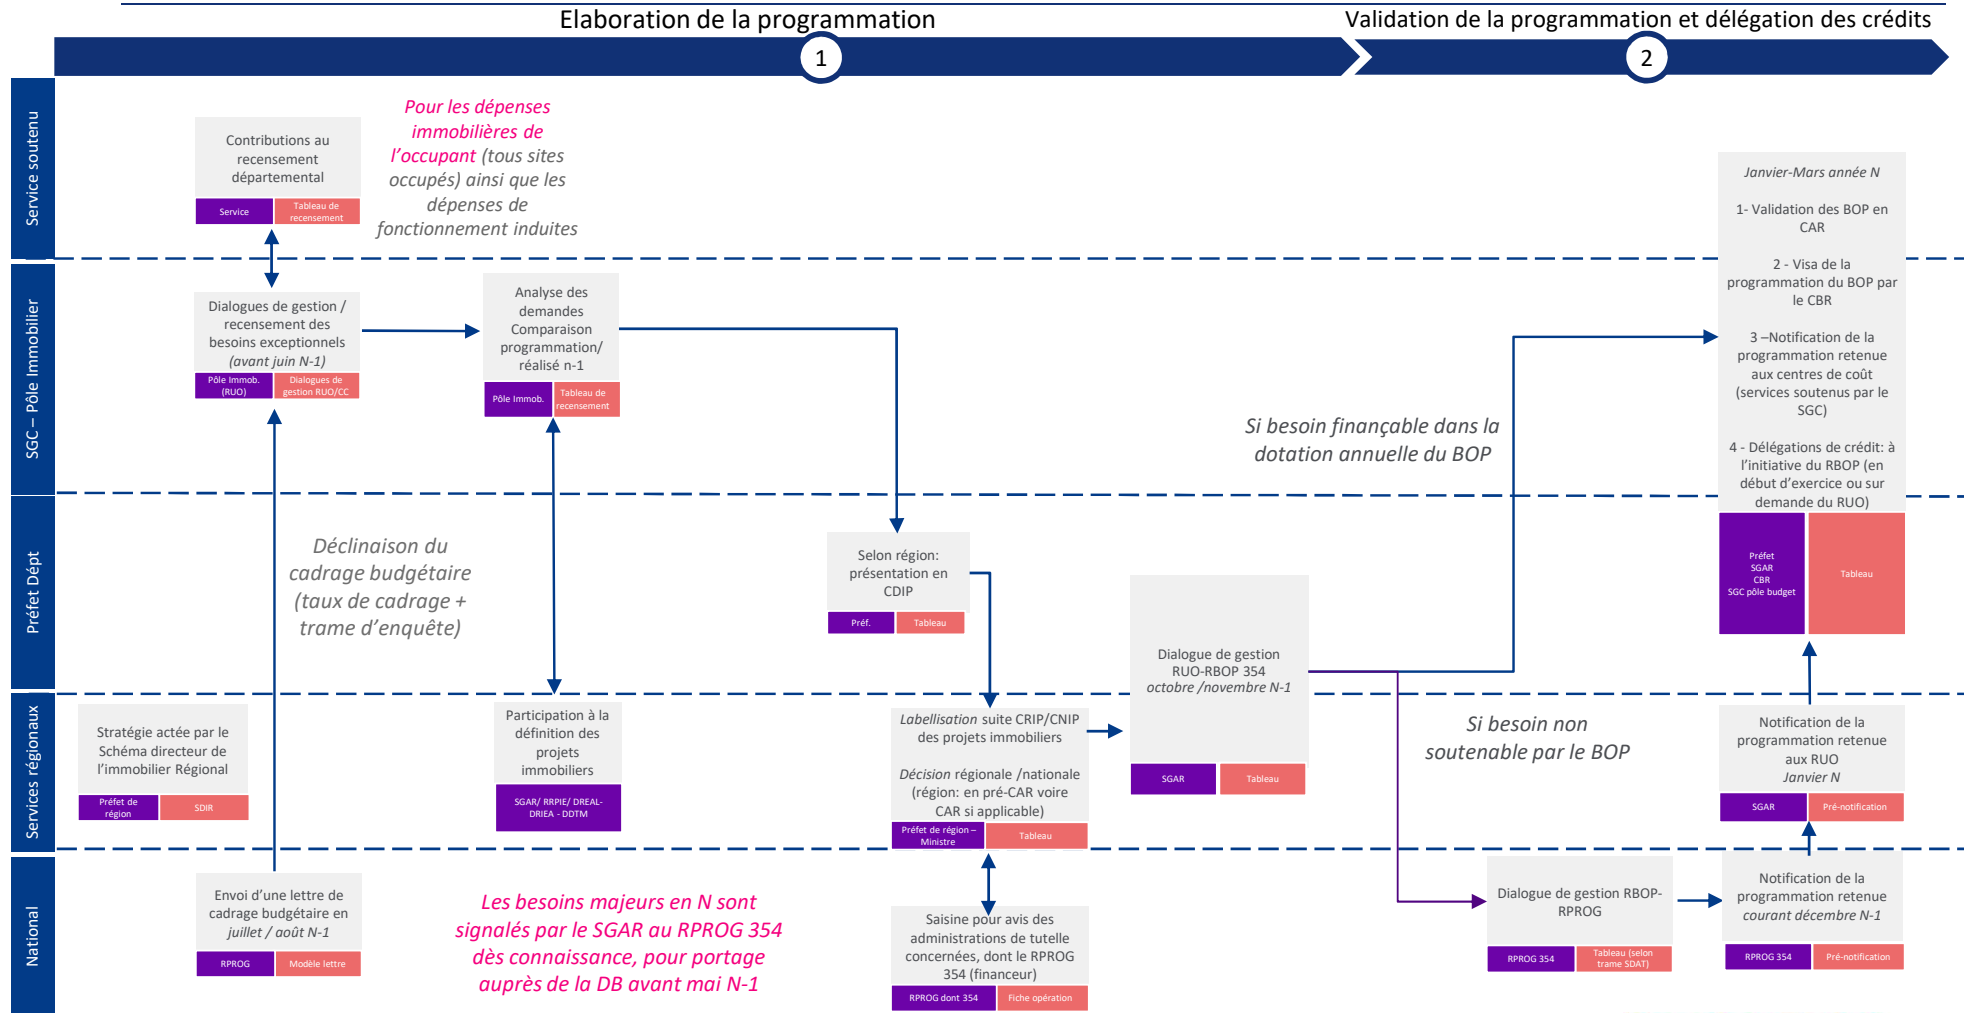 Elaboration de la programmation
Validation de la programmation et délégation des crédits
1
2
Service soutenu
Contributions au
recensement
départemental
Service
Tableau de
recensement
Pour les dépenses
immobilières de
l’occupant (tous sites
occupés) ainsi que les
dépenses de
fonctionnement induites
Janvier-Mars année N
1- Validation des BOP en
CAR
2 - Visa de la
programmation du BOP par
le CBR
3 –Notification de la
programmation retenue
aux centres de coût
(services soutenus par le
SGC)
4 - Délégations de crédit: à
l’initiative du RBOP (en
début d’exercice ou sur
demande du RUO)
Préfet
SGAR
CBR
SGC pôle budget
Tableau
SGC – Pôle Immobilier
Dialogues de gestion /
recensement des
besoins exceptionnels
(avant juin N-1)
Pôle Immob.
(RUO)
Dialogues de
gestion RUO/CC
Analyse des
demandes
Comparaison
programmation/
réalisé n-1
Pôle Immob.
Tableau de
recensement
Si besoin finançable dans la
dotation annuelle du BOP
Préfet Dépt
Déclinaison du
cadrage budgétaire
(taux de cadrage +
trame d’enquête)
Selon région:
présentation en
CDIP
Préf.
Tableau
Dialogue de gestion
RUO-RBOP 354
octobre /novembre N-1
SGAR
Tableau
Services régionaux
Stratégie actée par le
Schéma directeur de
l’immobilier Régional
Préfet de
région
SDIR
Participation à la
définition des
projets
immobiliers
SGAR/ RRPIE/ DREAL-
DRIEA - DDTM
Labellisation suite CRIP/CNIP
des projets immobiliers
Décision régionale /nationale
(région: en pré-CAR voire
CAR si applicable)
Préfet de région –
Ministre
Tableau
Si besoin non
soutenable par le BOP
Notification de la
programmation retenue
aux RUO
Janvier N
SGAR
Pré-notification
National
Envoi d’une lettre de
cadrage budgétaire en
juillet / août N-1
RPROG
Modèle lettre
Les besoins majeurs en N sont
signalés par le SGAR au RPROG 354
dès connaissance, pour portage
auprès de la DB avant mai N-1
Saisine pour avis des
administrations de tutelle
concernées, dont le RPROG
354 (financeur)
RPROG dont 354
Fiche opération
Dialogue de gestion RBOP-
RPROG
RPROG 354
Tableau (selon
trame SDAT)
Notification de la
programmation retenue
courant décembre N-1
RPROG 354
Pré-notification